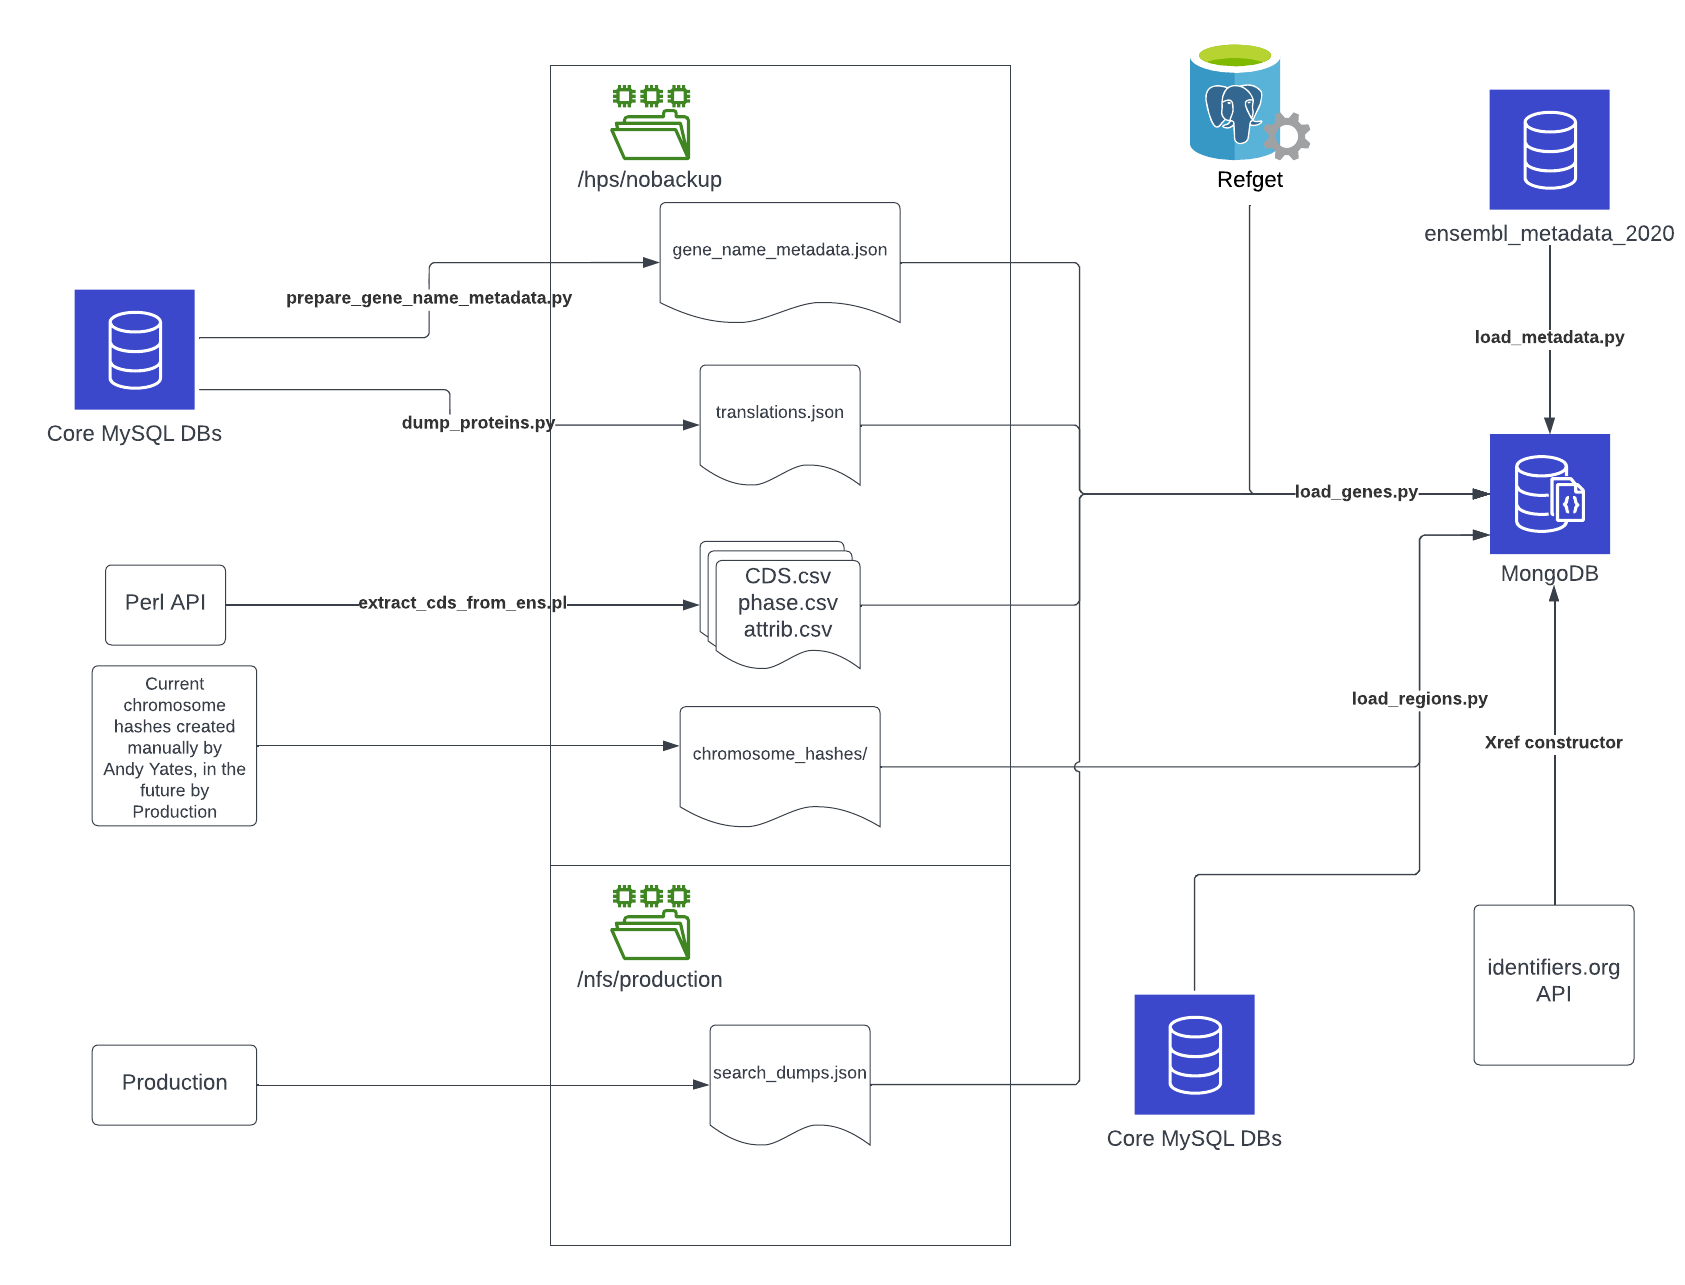 /hps/nobackup
Refget
ensembl_metadata_2020
gene_name_metadata.json
prepare_gene_name_metadata.py
load_metadata.py
Core MySQL DBs
translations.json
dump_proteins.py
load_genes.py
MongoDB
Perl API
extract_cds_from_ens.pl
CDS.csv
phase.csv
attrib.csv
Current
chromosome
hashes created
manually by
Andy Yates, in the
future by
Production
chromosome_hashes/
load_regions.py
Xref constructor
/nfs/production
identifiers.org
API
Production
search_dumps.json
Core MySQL DBs